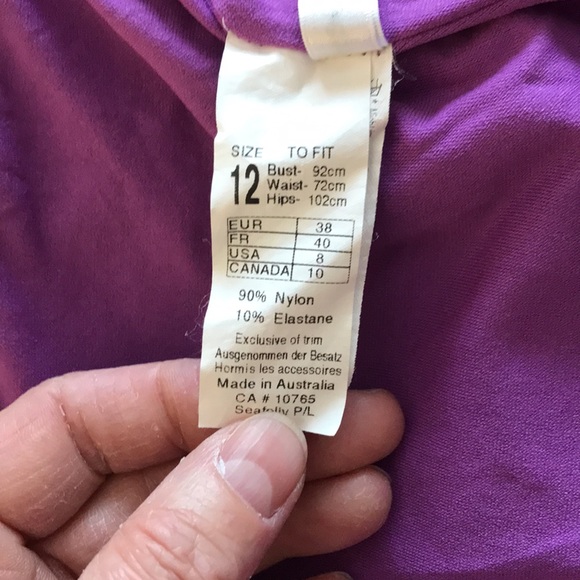 SIZE TO FIT
12 Bust- 92cm
Waist- 72cm
Hips- 102cm
EUR 38
FR 40
USA 8
CANADA 10
90% Nylon
10% Elastane
Exclusive of trim
Ausgenommen der Besatz
Hormis les accessoires
Made in Australia
CA # 10765
Seafolly P/L